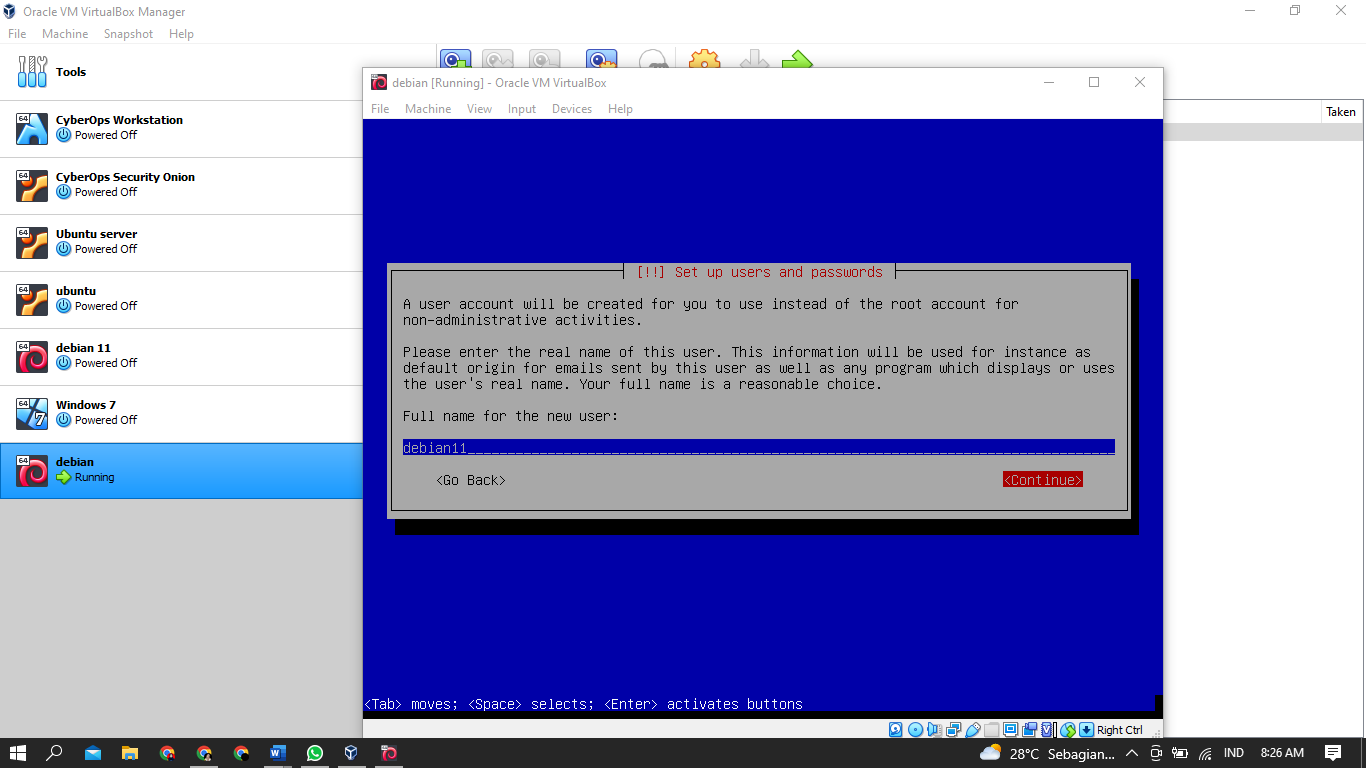 Oracle VM VirtualBox Manager
File Machine Snapshot Help
Tools
64 CyberOps Workstation
Powered Off
64 CyberOps Security Onion
Powered Off
64 Ubuntu server
Powered Off
64 ubuntu
Powered Off
64 debian 11
Powered Off
64 Windows 7
7 Powered Off
64 debian
Running
Taken
debian [Running] - Oracle VM VirtualBox
File Machine View Input Devices Help
[!!] Set up users and passwords
A user account will be created for you to use instead of the root account for
non-administrative activities.
Please enter the real name of this user. This information will be used for instance as
default origin for emails sent by this user as well as any program which displays or uses
the user's real name. Your full name is a reasonable choice.
Full name for the new user:
debian11_________________________________________________________________________________
<Go Back> <Continue>
<Tab> moves; <Space> selects; <Enter> activates buttons
Right Ctrl
28°C Sebagian... IND 8:26 AM